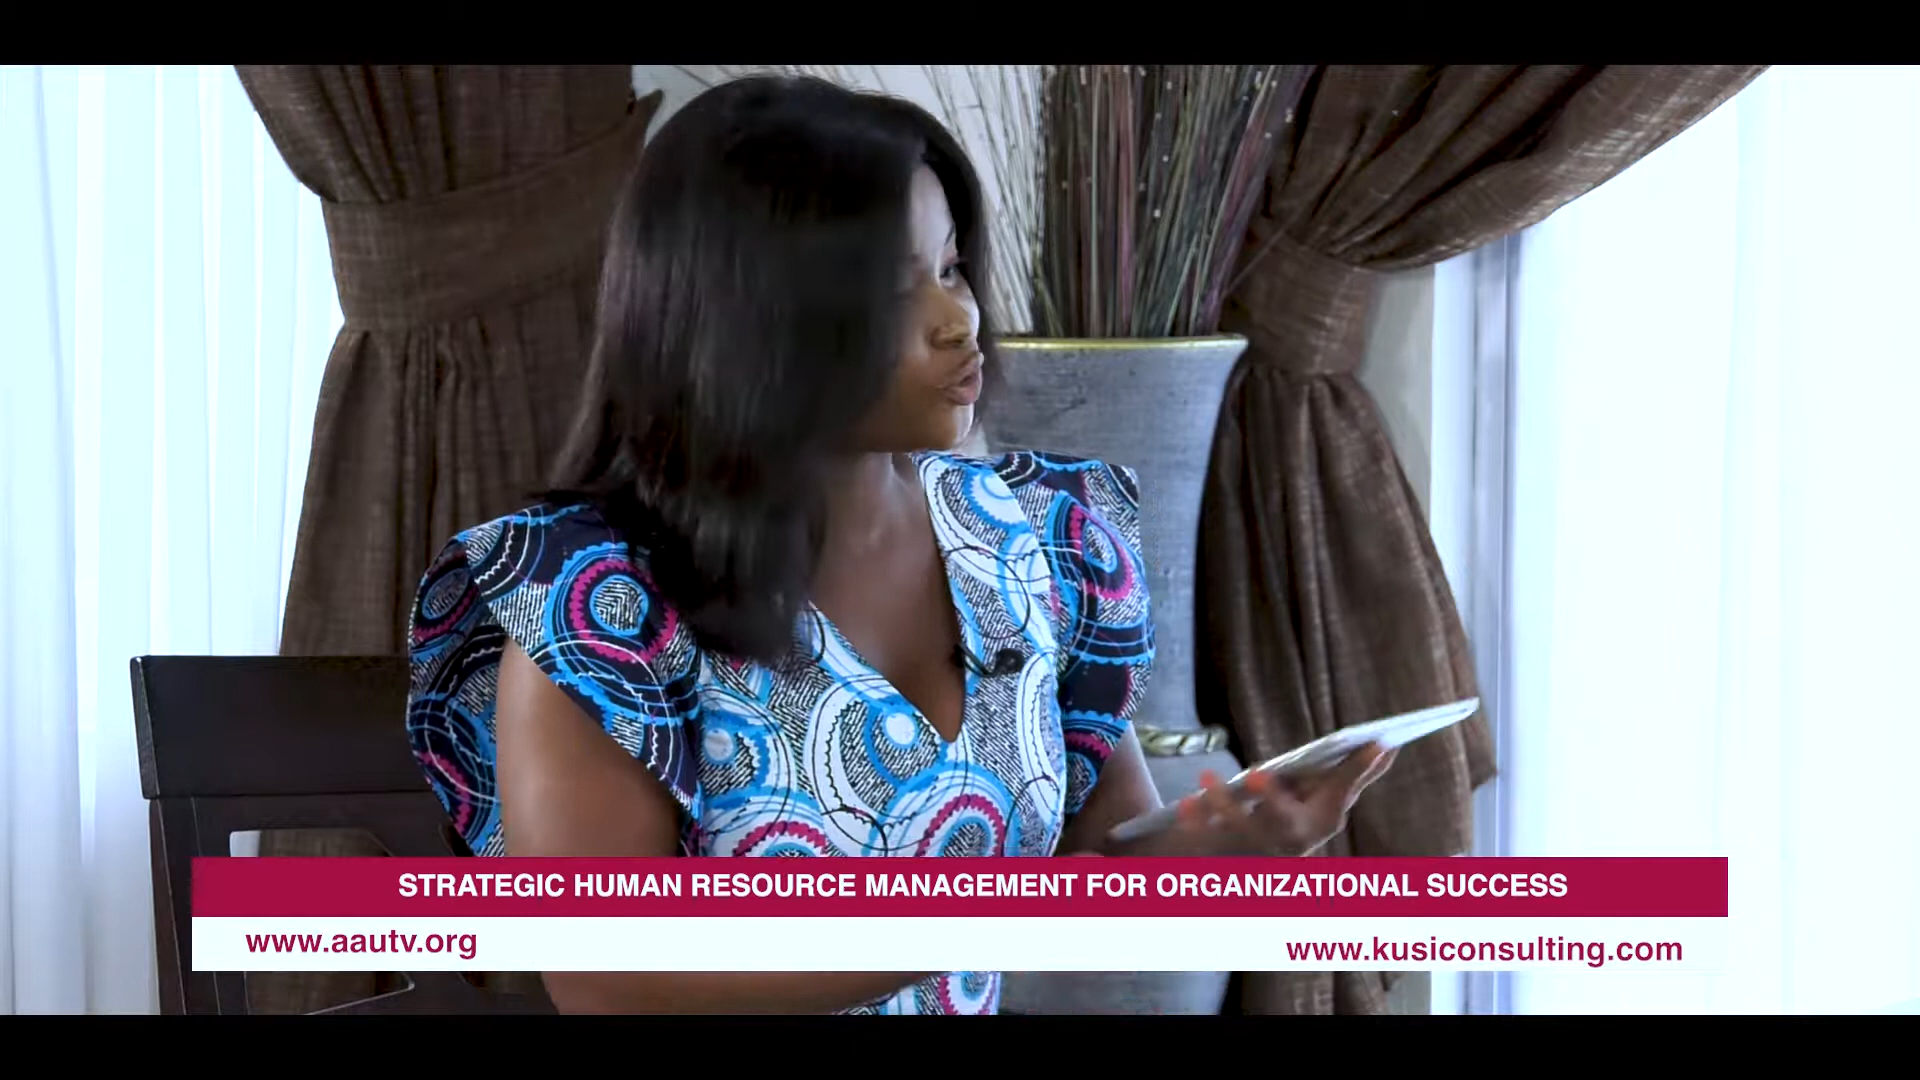 STRATEGIC HUMAN RESOURCE MANAGEMENT FOR ORGANIZATIONAL SUCCESS
www.aautv.org
www.kusiconsulting.com